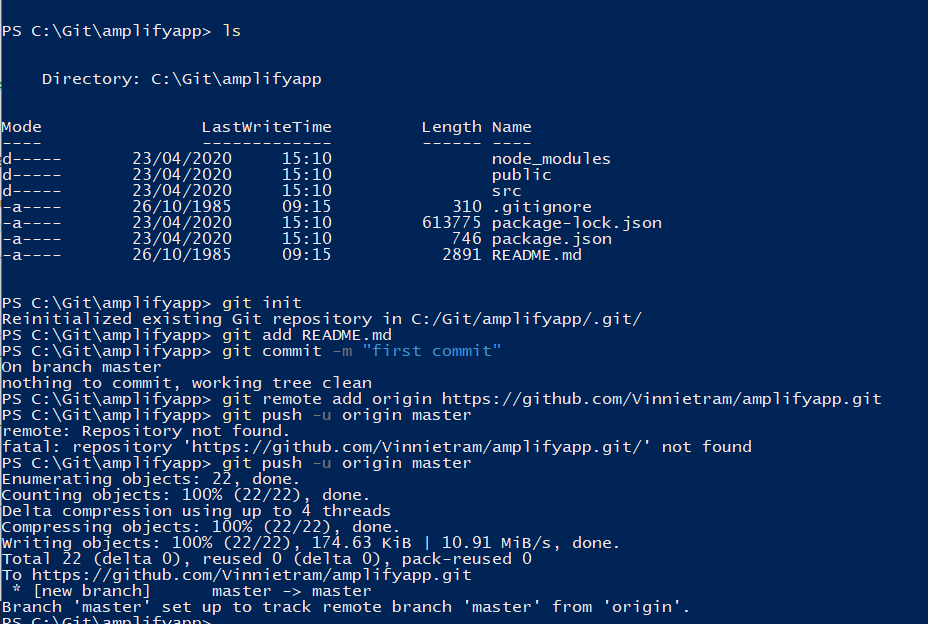 PS C:\Git\amplifyapp> ls
Directory: C:\Git\amplifyapp
Mode                LastWriteTime         Length Name
----                -------------         ------ ----
d-----       23/04/2020     15:10                node_modules
d-----       23/04/2020     15:10                public
d-----       23/04/2020     15:10                src
-a----       26/10/1985     09:15            310 .gitignore
-a----       23/04/2020     15:10         613775 package-lock.json
-a----       23/04/2020     15:10            746 package.json
-a----       26/10/1985     09:15           2891 README.md
PS C:\Git\amplifyapp> git init
Reinitialized existing Git repository in C:/Git/amplifyapp/.git/
PS C:\Git\amplifyapp> git add README.md
PS C:\Git\amplifyapp> git commit -m "first commit"
On branch master
nothing to commit, working tree clean
PS C:\Git\amplifyapp> git remote add origin https://github.com/Vinnietram/amplifyapp.git
PS C:\Git\amplifyapp> git push -u origin master
remote: Repository not found.
fatal: repository 'https://github.com/Vinnietram/amplifyapp.git/' not found
PS C:\Git\amplifyapp> git push -u origin master
Enumerating objects: 22, done.
Counting objects: 100% (22/22), done.
Delta compression using up to 4 threads
Compressing objects: 100% (22/22), done.
Writing objects: 100% (22/22), 174.63 KiB | 10.91 MiB/s, done.
Total 22 (delta 0), reused 0 (delta 0), pack-reused 0
To https://github.com/Vinnietram/amplifyapp.git
 * [new branch]      master -> master
Branch 'master' set up to track remote branch 'master' from 'origin'.
PS C:\Git\amplifyapp>